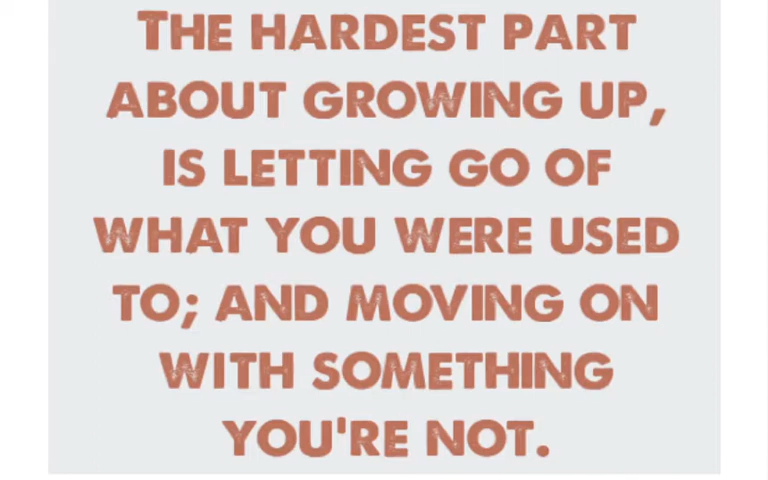 THE HARDEST PART
ABOUT GROWING UP,
IS LETTING GO OF
WHAT YOU WERE USED
TO; AND MOVING ON
WITH SOMETHING
YOU'RE NOT.